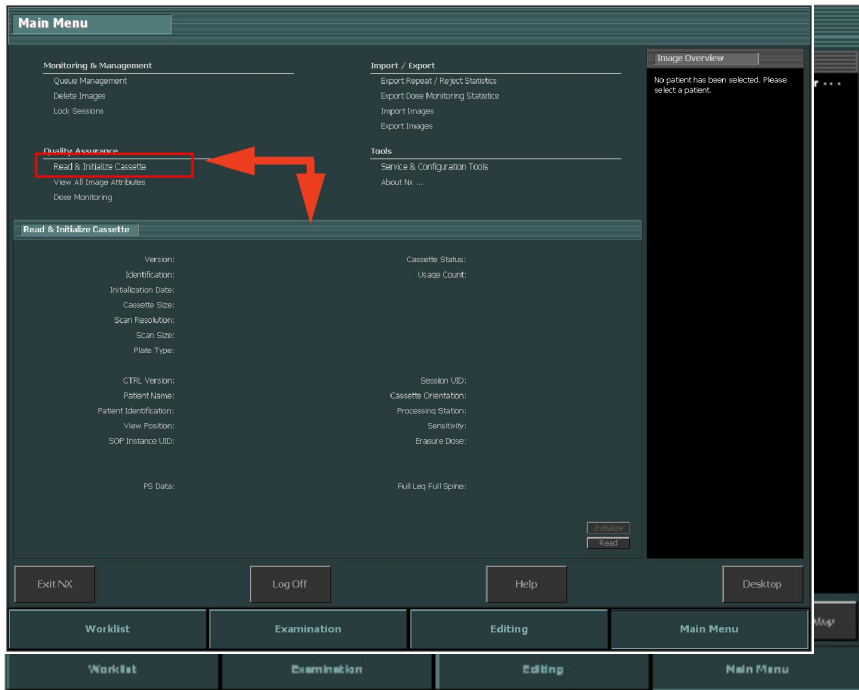 Main Menu
Monitoring & Management
Queue Management
Delete Images
Lock Sessions
Import / Export
Export Repeat / Reject Statistics
Export Dose Monitoring Statistics
Import Images
Export Images
Quality Assurance
Read & Initialize Cassette
View All Image Attributes
Dose Monitoring
Tools
Service & Configuration Tools
About Nx ...
Image Overview
No patient has been selected. Please
select a patient.
Read & Initialize Cassette
Version:
Identification:
Initialization Date:
Cassette Size:
Scan Resolution:
Scan Size:
Plate Type:
Cassette Status:
Usage Count:
CTRL Version:
Patient Name:
Patient Identification:
View Position:
SOP Instance UID:
Session UID:
Cassette Orientation:
Processing Station:
Sensitivity:
Erasure Dose:
PS Data:
Full Leg Full Spine:
Initialize
Read
Exit NX
Log Off
Help
Desktop
Worklist
Examination
Editing
Main Menu
Worklist
Examination
Editing
Main Menu